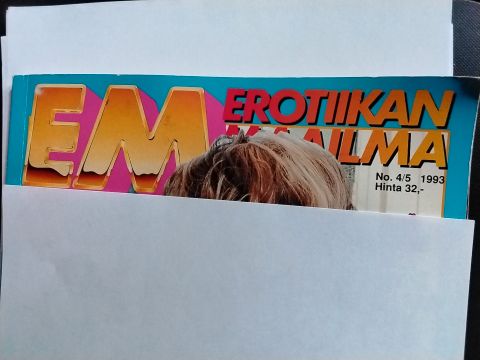 EM
EROTIIKAN
MAAILMA
No. 4/5 1993
Hinta 32,-